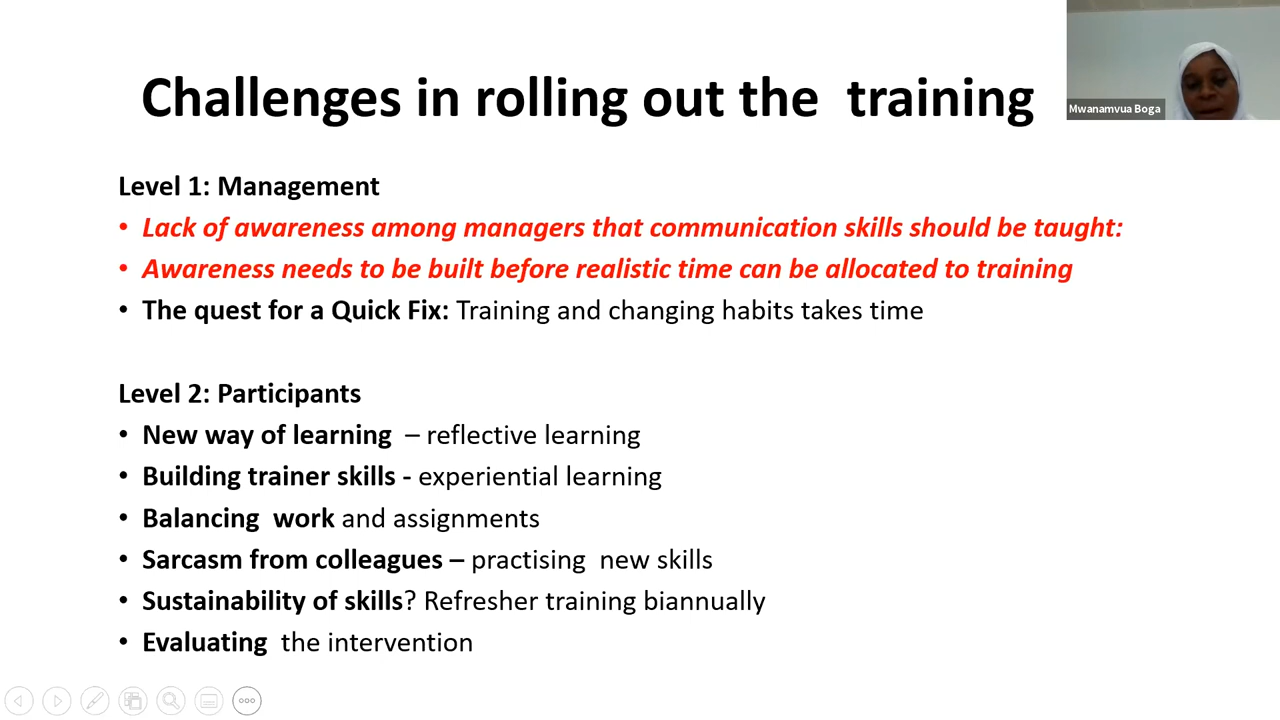 Challenges in rolling out the training
Mwanamvua Boga
Level 1: Management
• Lack of awareness among managers that communication skills should be taught:
• Awareness needs to be built before realistic time can be allocated to training
• The quest for a Quick Fix: Training and changing habits takes time
Level 2: Participants
• New way of learning – reflective learning
• Building trainer skills - experiential learning
• Balancing work and assignments
• Sarcasm from colleagues – practising new skills
• Sustainability of skills? Refresher training biannually
• Evaluating the intervention